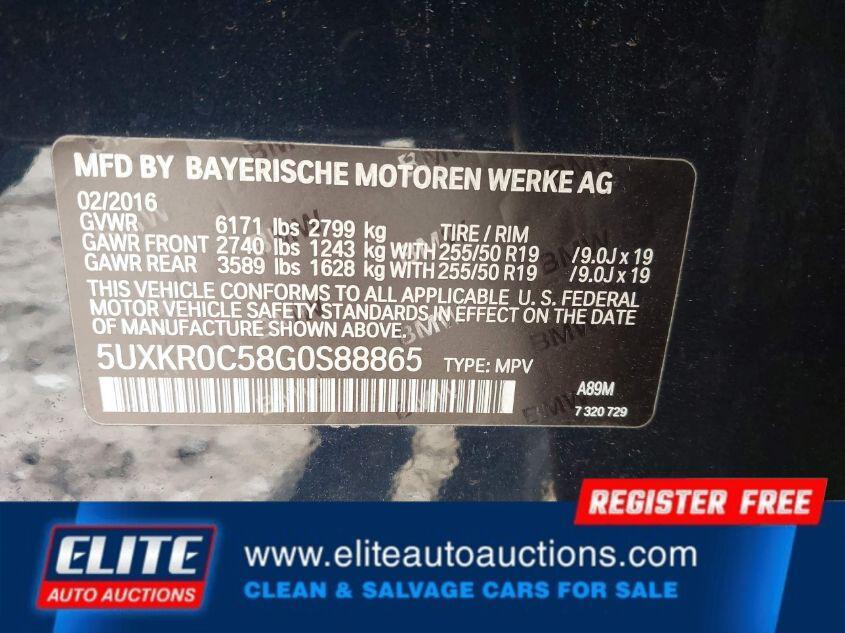 MFD BY BAYERISCHE MOTOREN WERKE AG
02/2016
GVWR 6171 lbs 2799 kg TIRE / RIM
GAWR FRONT 2740 lbs 1243 kg WITH 255/50 R19 /9.0J x 19
GAWR REAR 3589 lbs 1628 kg WITH 255/50 R19 /9.0J x 19
THIS VEHICLE CONFORMS TO ALL APPLICABLE U. S. FEDERAL
MOTOR VEHICLE SAFETY STANDARDS IN EFFECT ON THE DATE
OF MANUFACTURE SHOWN ABOVE.
5UXKR0C58G0S88865 TYPE: MPV
A89M
7 320 729
REGISTER FREE
ELITE
AUTO AUCTIONS
www.eliteautoauctions.com
CLEAN & SALVAGE CARS FOR SALE